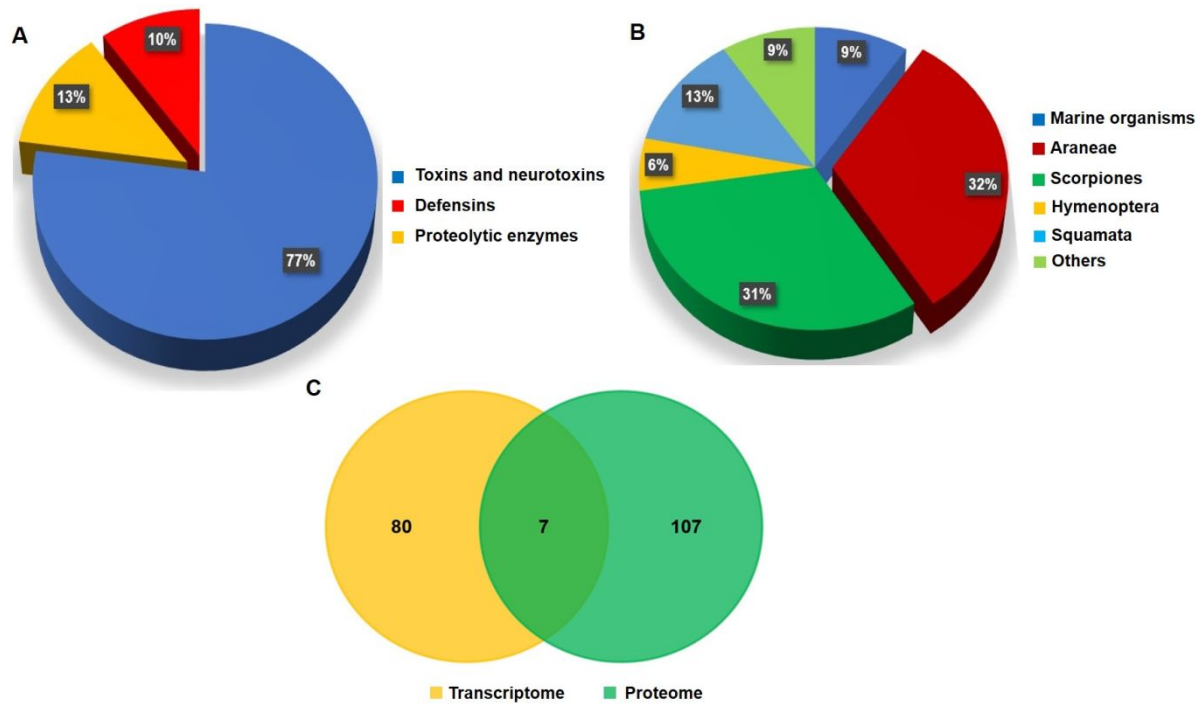 A
10%
13%
77%
Toxins and neurotoxins
Defensins
Proteolytic enzymes
B
9%
9%
13%
6%
32%
31%
Marine organisms
Araneae
Scorpiones
Hymenoptera
Squamata
Others
C
80
7
107
Transcriptome
Proteome